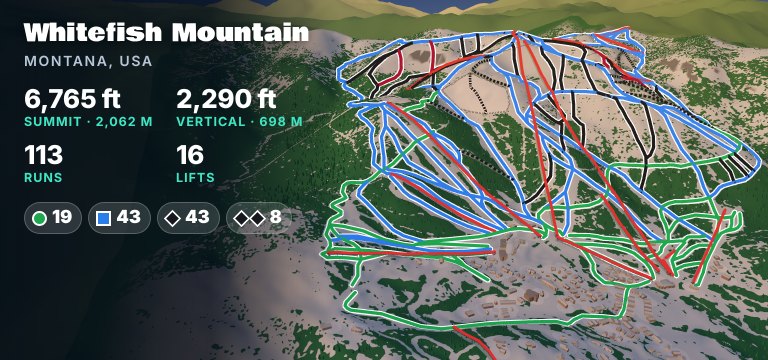 Whitefish Mountain
MONTANA, USA
6,765 ft 2,290 ft
SUMMIT · 2,062 M VERTICAL · 698 M
113 16
RUNS LIFTS
19 43 43 8